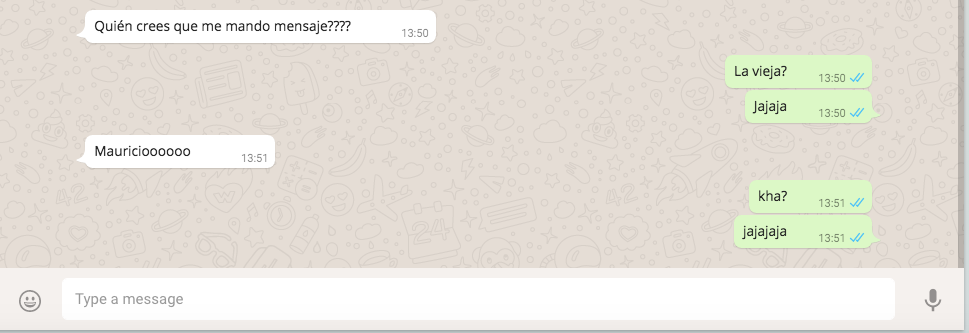 Quién crees que me mando mensaje????
13:50
La vieja?
13:50
Jajaja
13:50
Mauricioooooo
13:51
kha?
13:51
jajajaja
13:51
Type a message